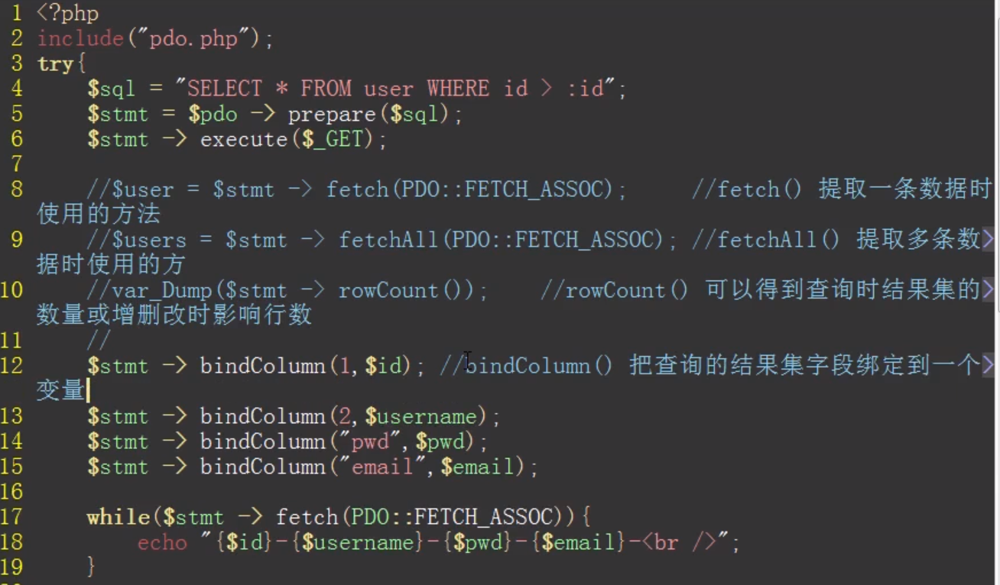 1 <?php
2 include("pdo.php");
3 try{
4     $sql = "SELECT * FROM user WHERE id > :id";
5     $stmt = $pdo -> prepare($sql);
6     $stmt -> execute($_GET);
7
8     //$user = $stmt -> fetch(PDO::FETCH_ASSOC);     //fetch() 提取一条数据时
使用的方法
9     //$users = $stmt -> fetchAll(PDO::FETCH_ASSOC); //fetchAll() 提取多条数>
据时使用的方
10     //var_Dump($stmt -> rowCount());    //rowCount() 可以得到查询时结果集的>
数量或增删改时影响行数
11     //
12     $stmt -> bindColumn(1,$id); //bindColumn() 把查询的结果集字段绑定到一个>
变量
13     $stmt -> bindColumn(2,$username);
14     $stmt -> bindColumn("pwd",$pwd);
15     $stmt -> bindColumn("email",$email);
16
17     while($stmt -> fetch(PDO::FETCH_ASSOC)){
18         echo "{$id}-{$username}-{$pwd}-{$email}-<br />";
19     }